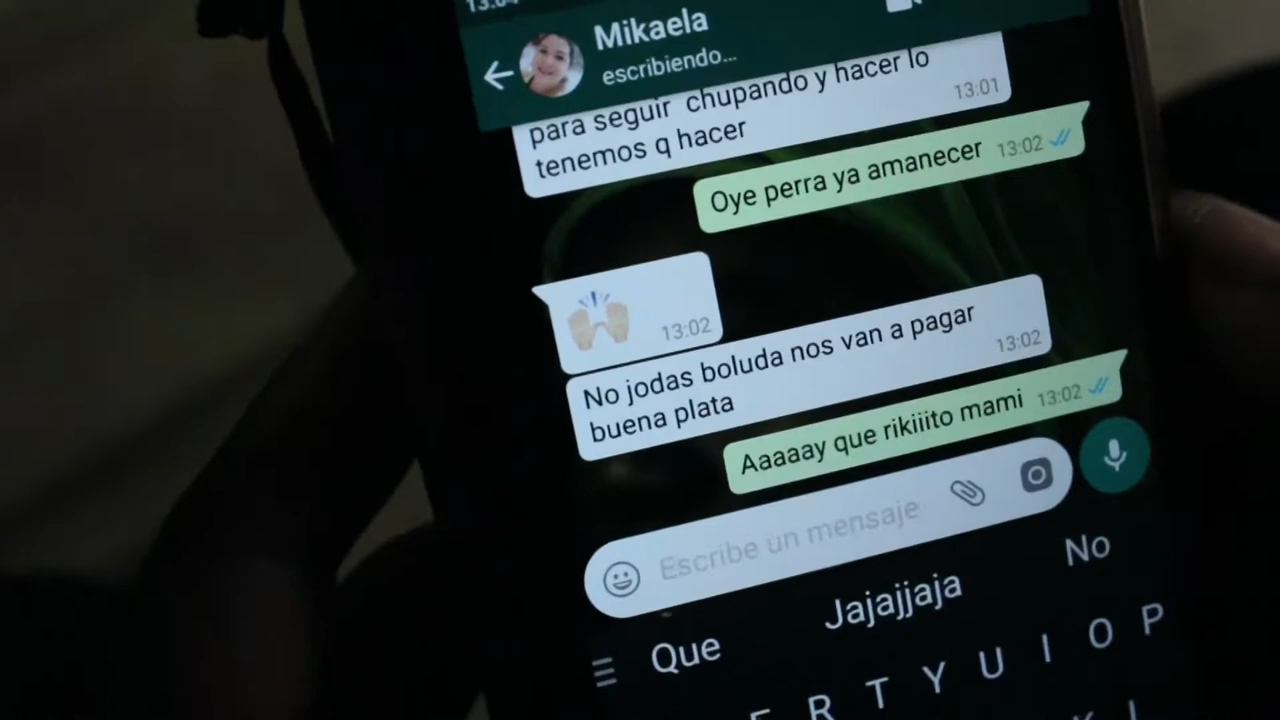 Mikaela
escribiendo...
para seguir chupando y hacer lo
tenemos q hacer
13:01
Oye perra ya amanecer 13:02
13:02
No jodas boluda nos van a pagar
buena plata
13:02
Aaaaay que rikiiito mami 13:02
Escribe un mensaje
Que Jajajjaja No
R T Y U I O P